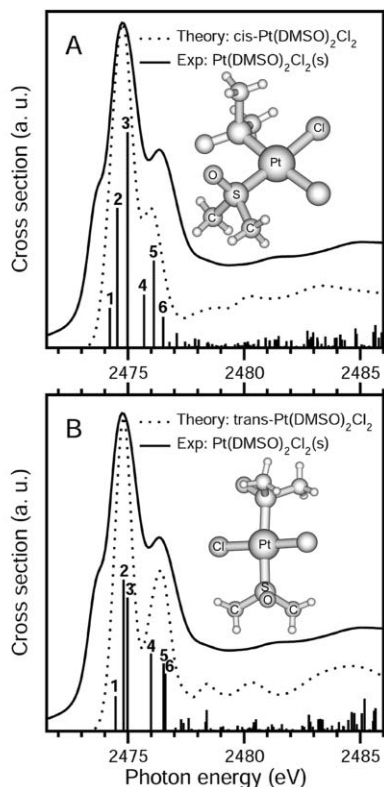 A
Theory: cis-Pt(DMSO)₂Cl₂
Exp: Pt(DMSO)₂Cl₂(s)
Cross section (a. u.)
1
2
3
4
5
6
Cl
Pt
O
S
C
C
2475
2480
2485
B
Theory: trans-Pt(DMSO)₂Cl₂
Exp: Pt(DMSO)₂Cl₂(s)
Cross section (a. u.)
1
2
3
4
5
6
Cl
Pt
S
O
C
C
2475
2480
2485
Photon energy (eV)